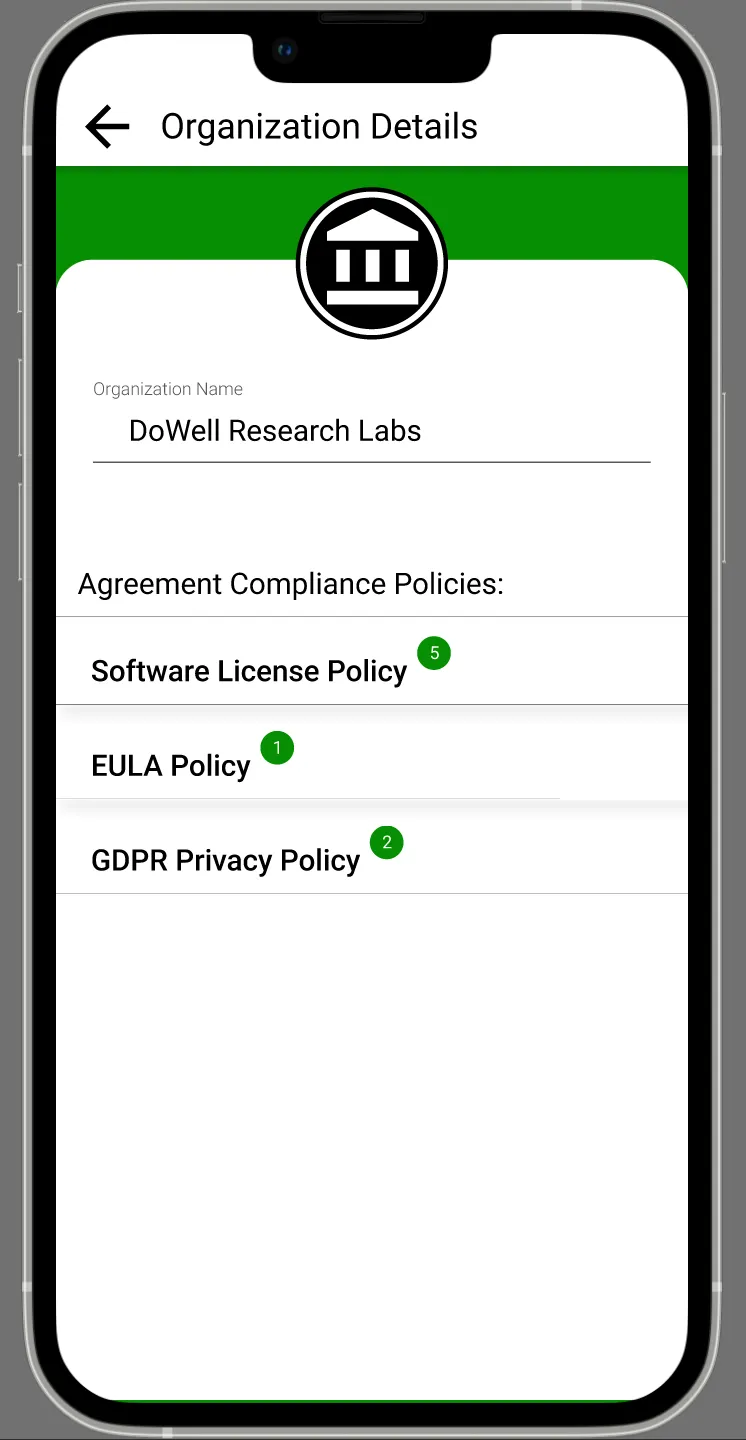 Organization Details
Organization Name
DoWell Research Labs
Agreement Compliance Policies:
Software License Policy 5
EULA Policy 1
GDPR Privacy Policy 2